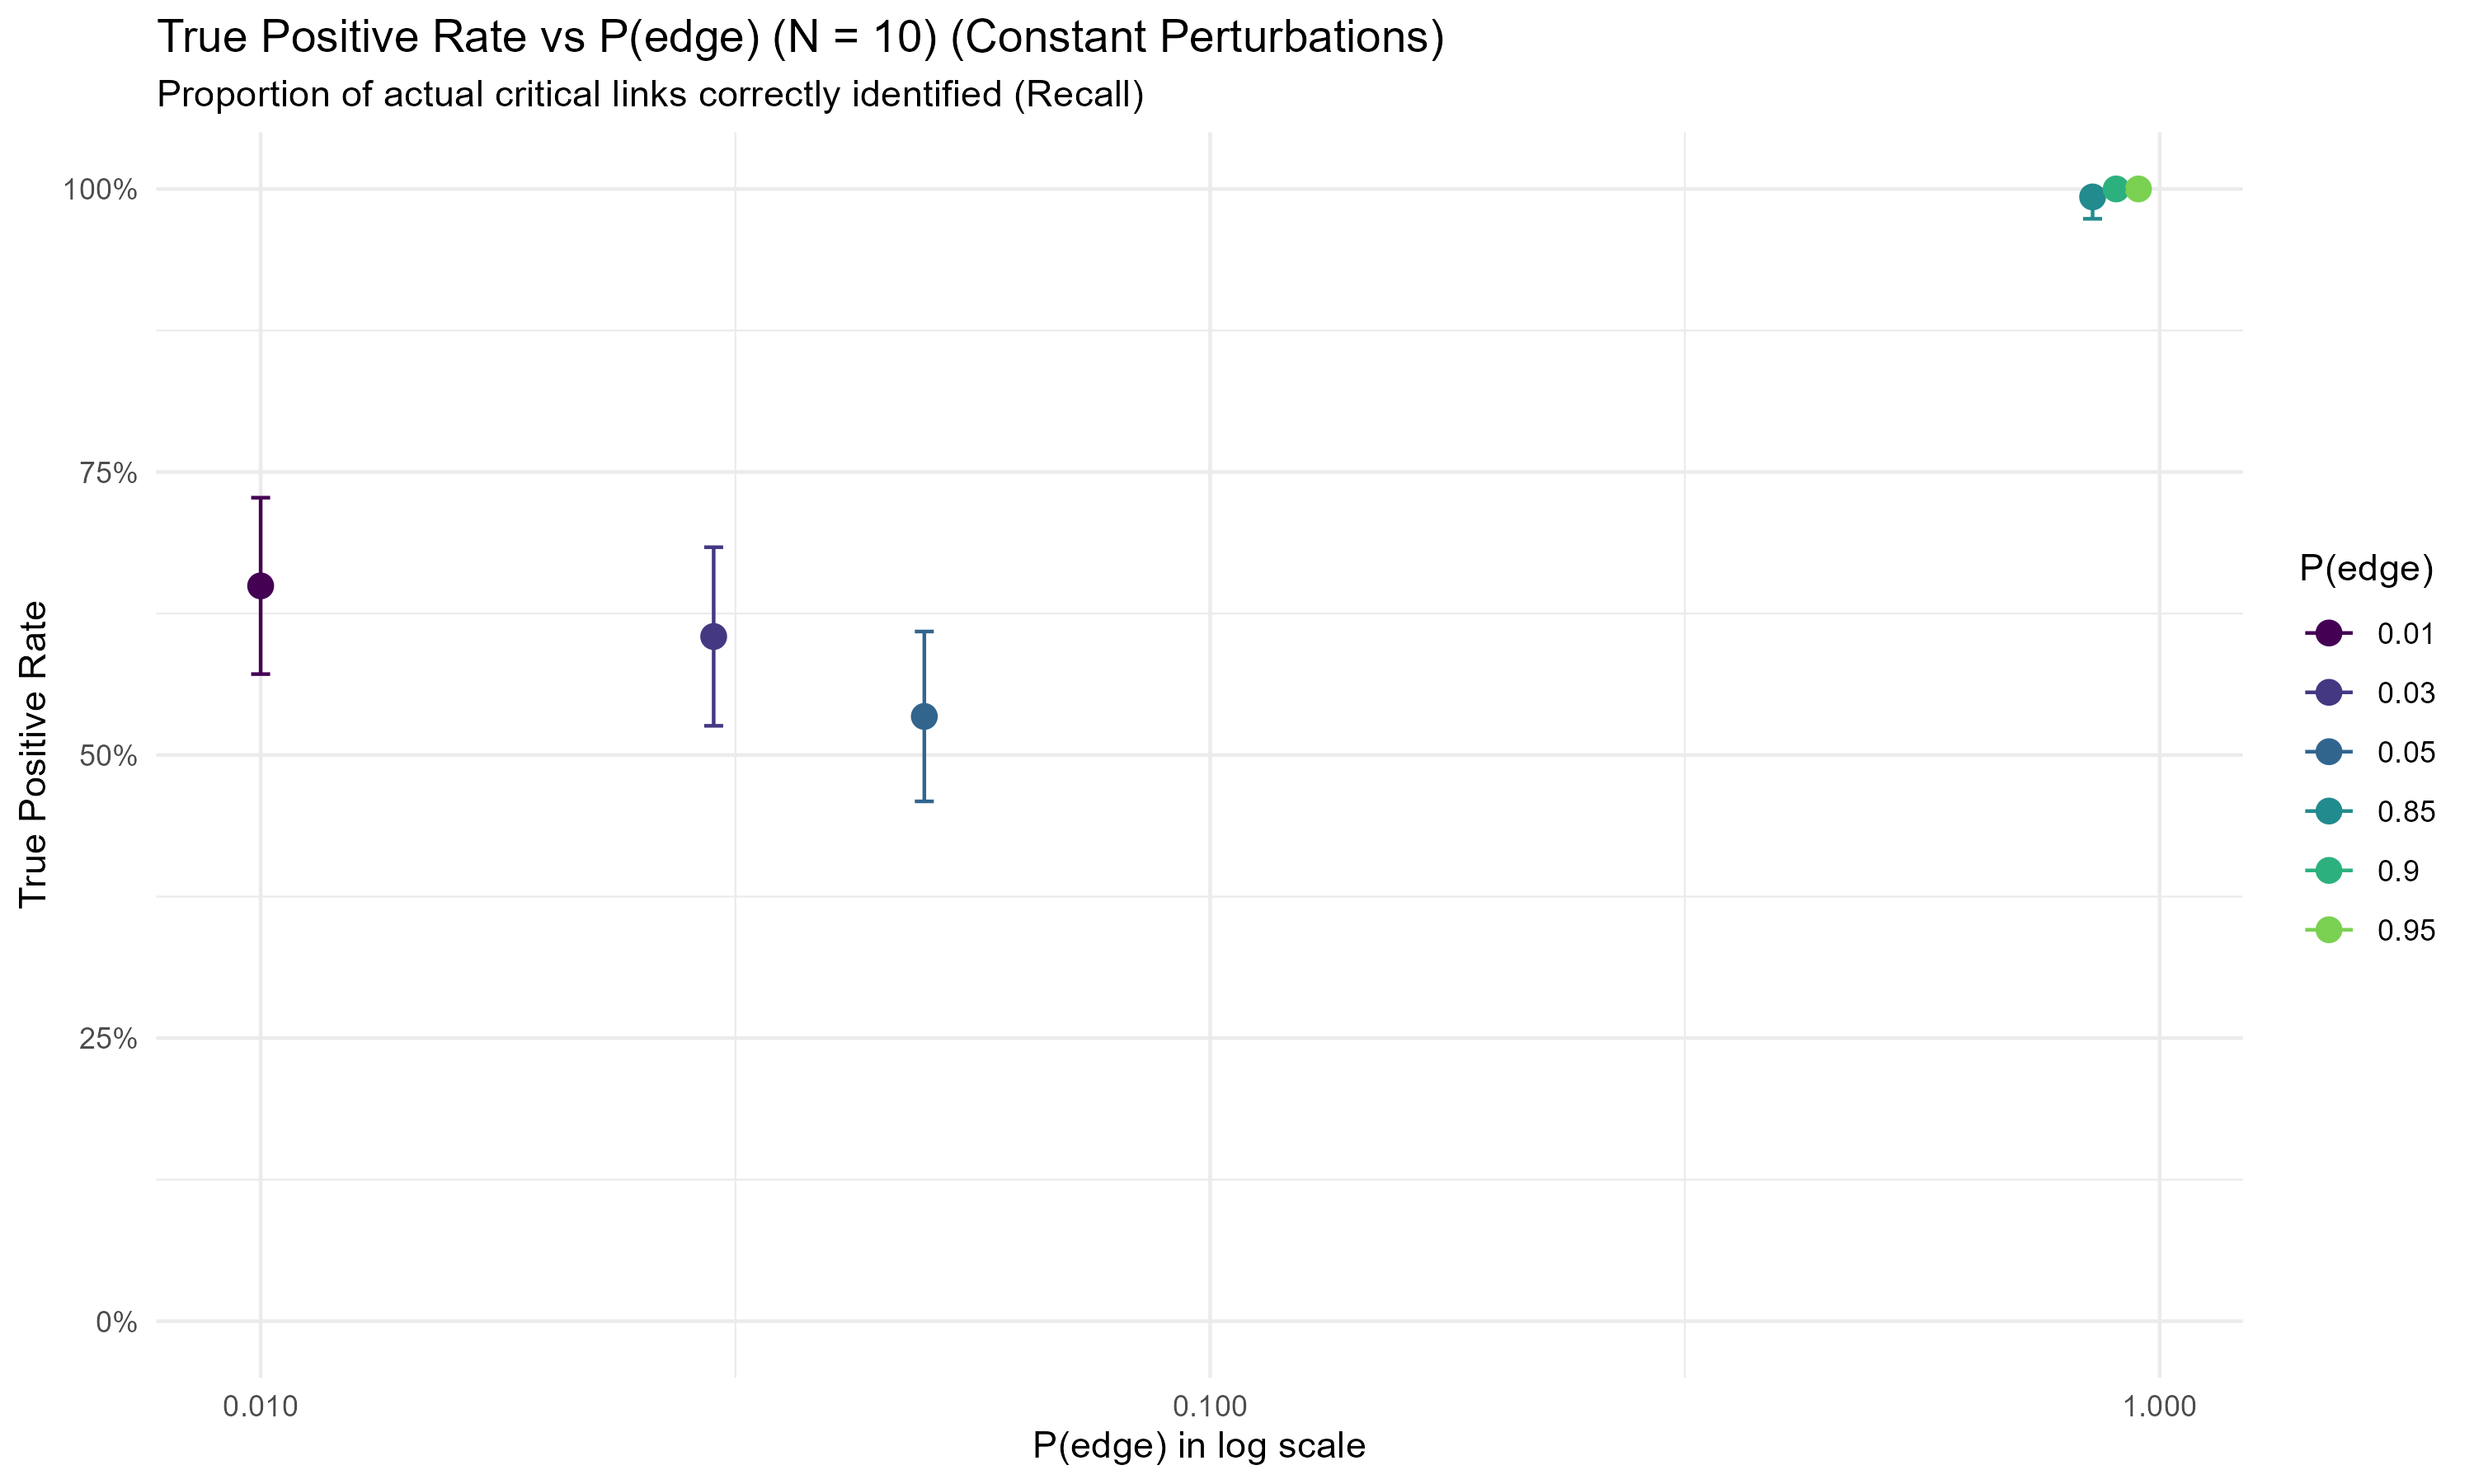 True Positive Rate vs P(edge) (N = 10) (Constant Perturbations)
Proportion of actual critical links correctly identified (Recall)
True Positive Rate
100%
75%
50%
25%
0%
0.010
0.100
1.000
P(edge) in log scale
P(edge)
0.01
0.03
0.05
0.85
0.9
0.95